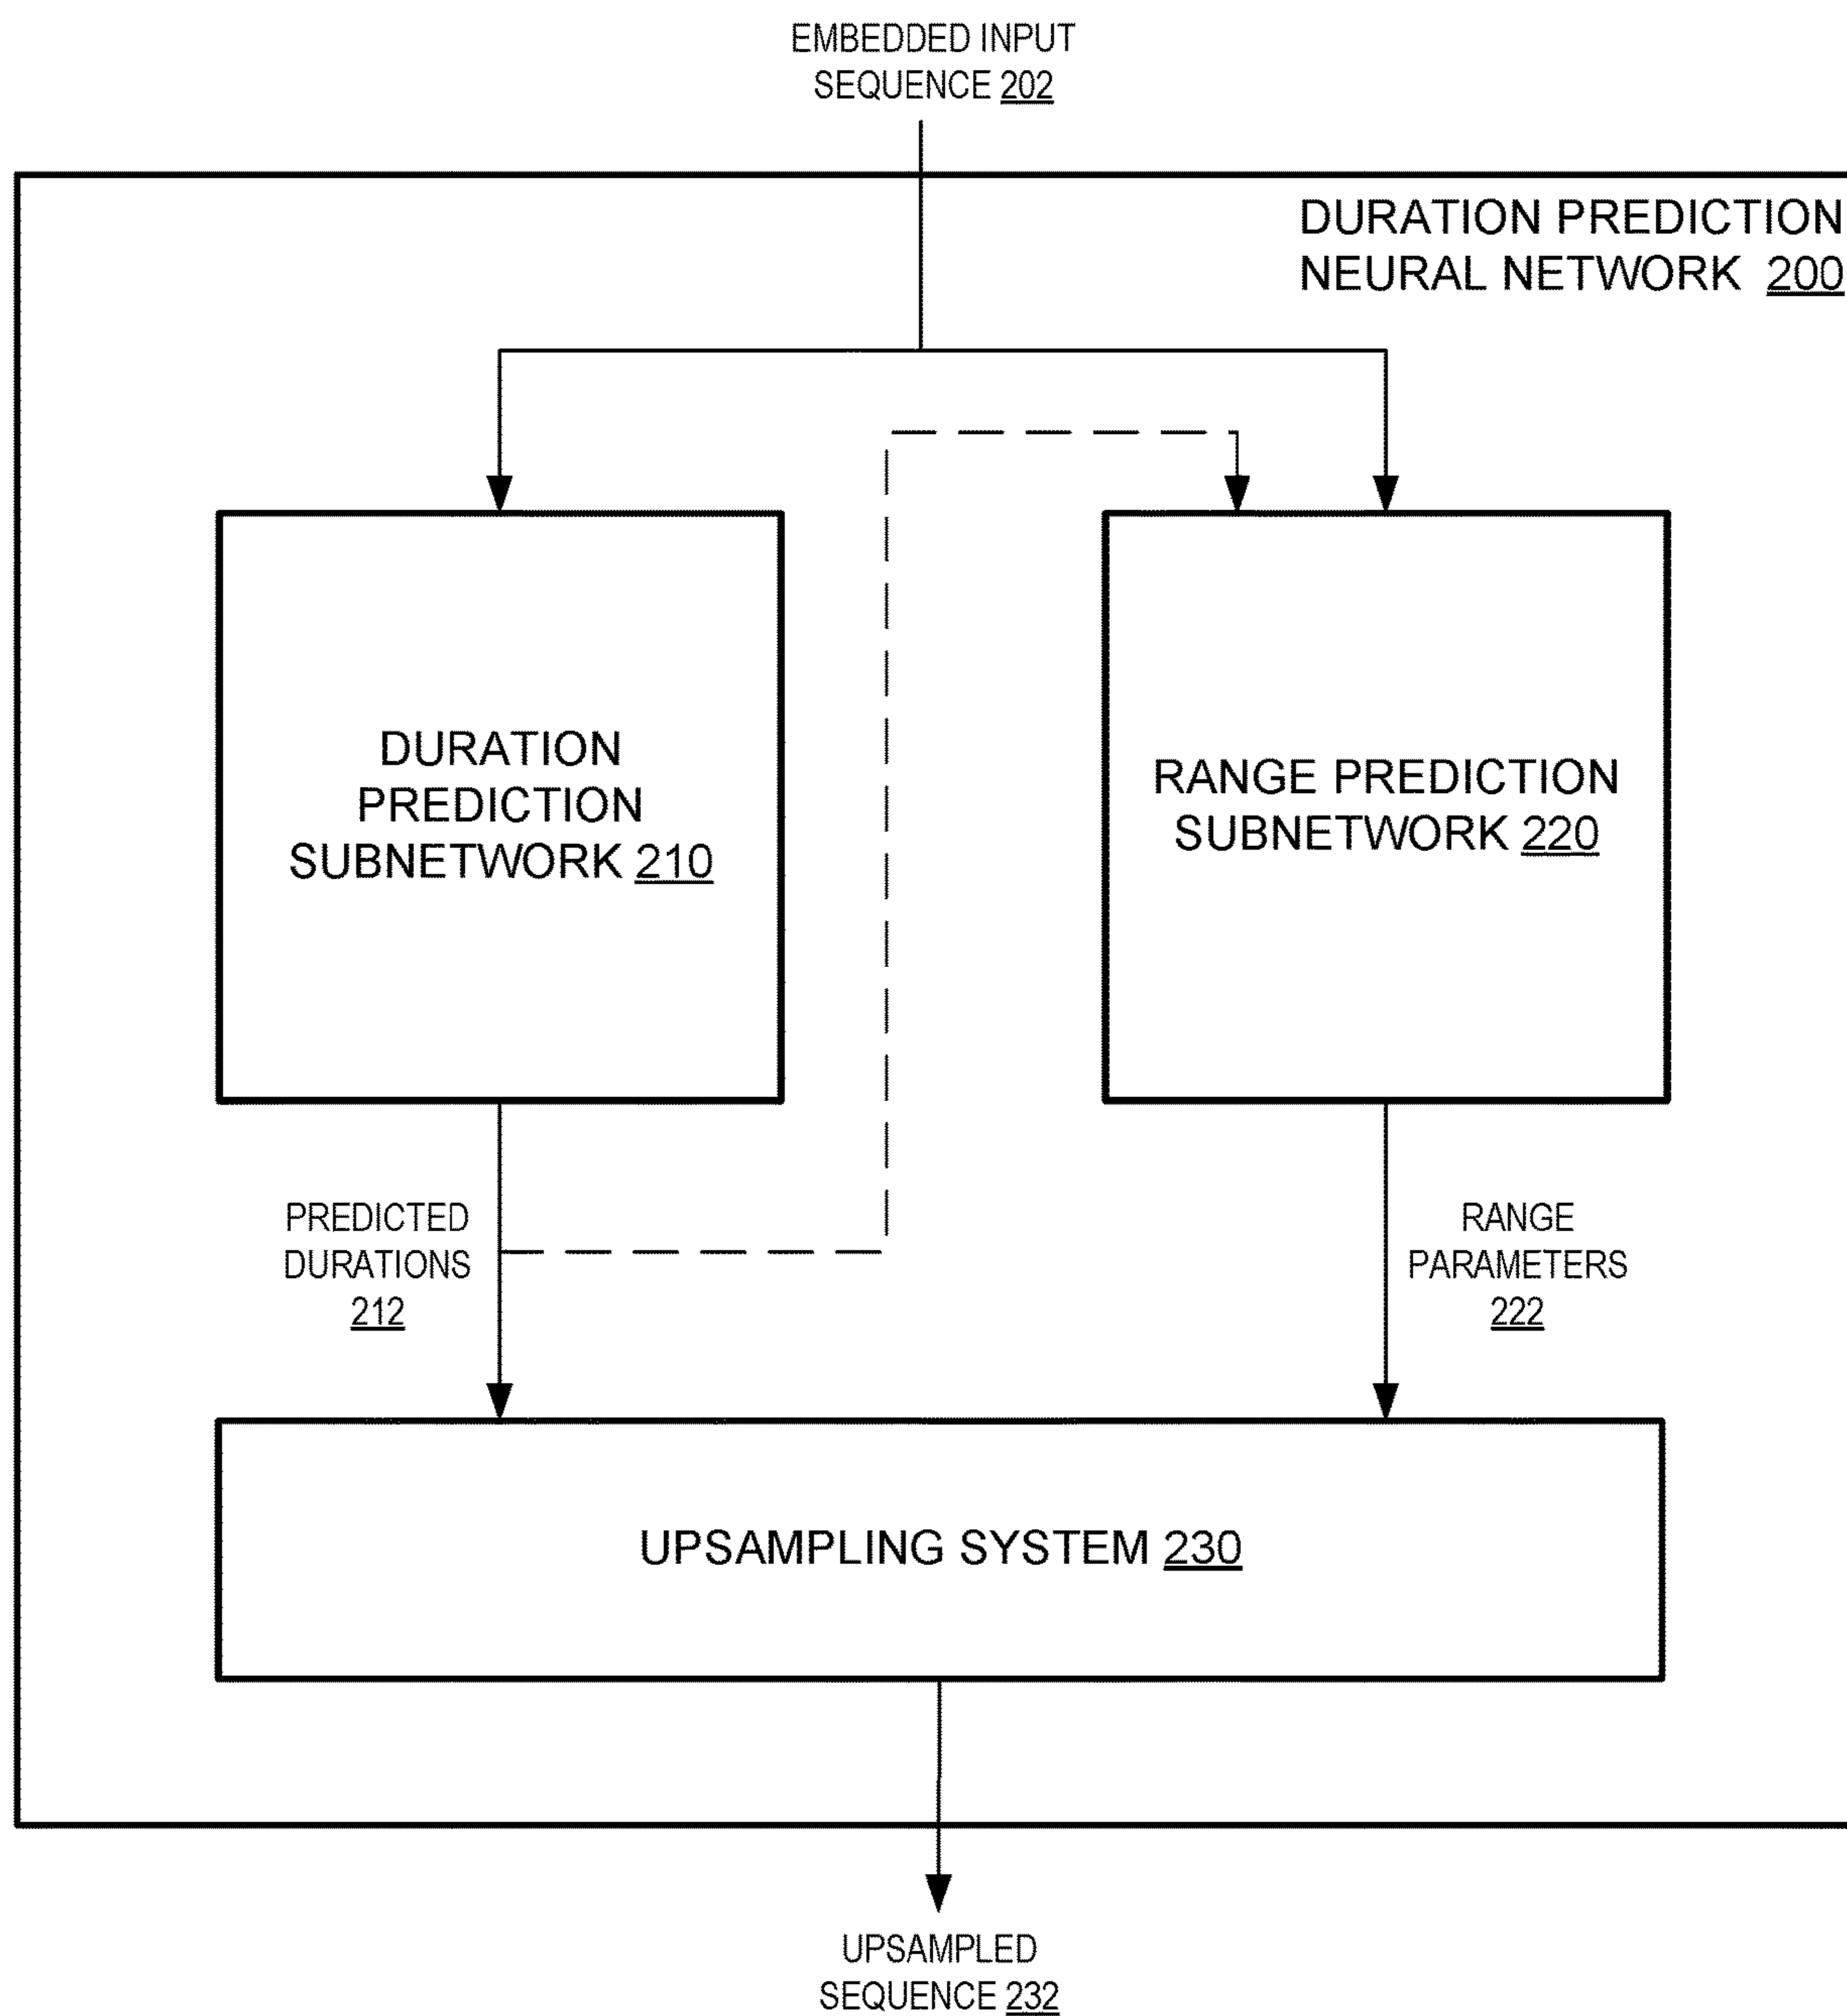 EMBEDDED INPUT
SEQUENCE 202
DURATION PREDICTION
NEURAL NETWORK 200
DURATION
PREDICTION
SUBNETWORK 210
RANGE PREDICTION
SUBNETWORK 220
PREDICTED
DURATIONS
212
RANGE
PARAMETERS
222
UPSAMPLING SYSTEM 230
UPSAMPLED
SEQUENCE 232